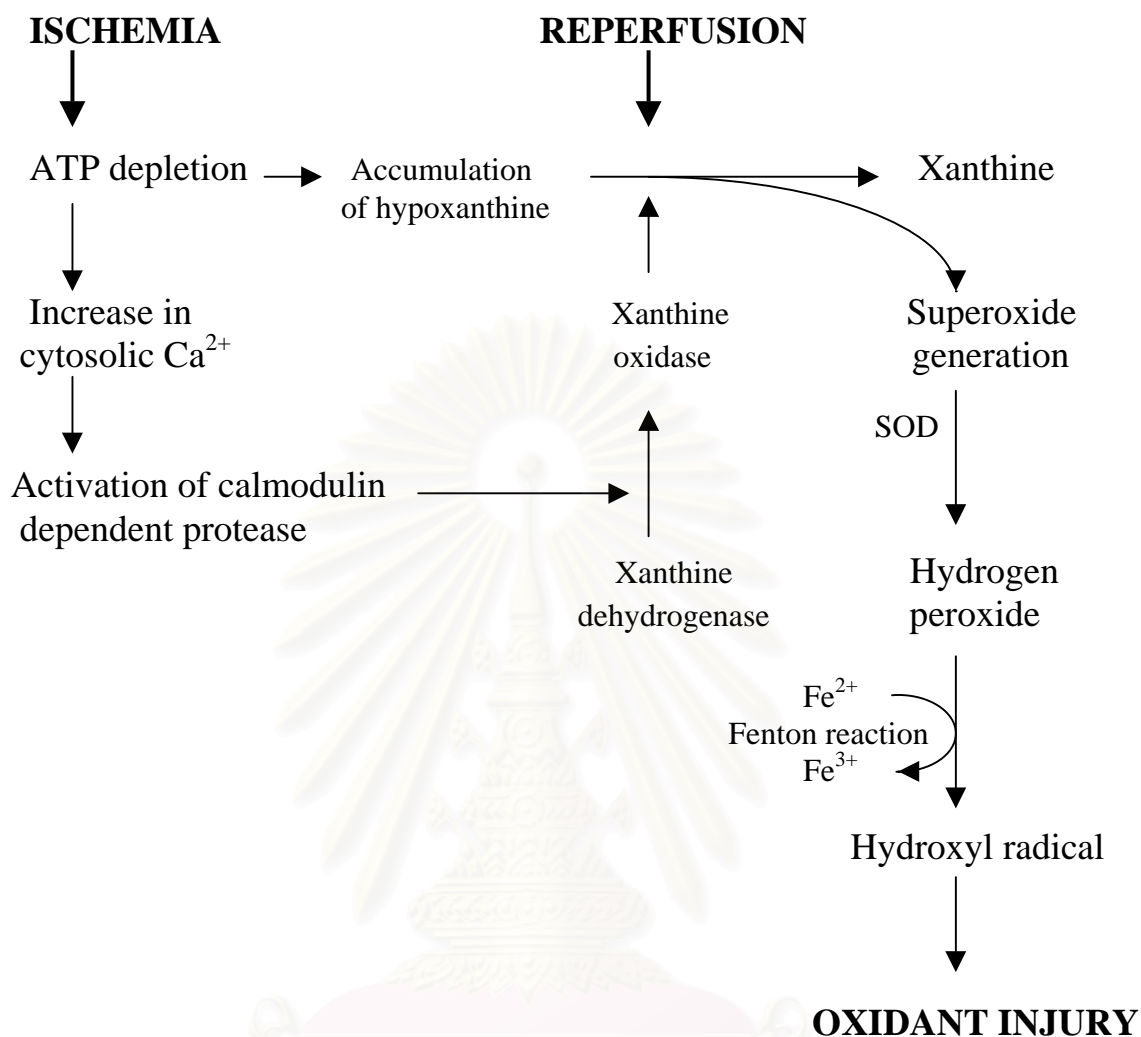 ISCHEMIA
REPERFUSION
ATP depletion
Accumulation
of hypoxanthine
Xanthine
Increase in
cytosolic Ca²⁺
Xanthine
oxidase
Superoxide
generation
SOD
Activation of calmodulin
dependent protease
Xanthine
dehydrogenase
Hydrogen
peroxide
Fe²⁺
Fenton reaction
Fe³⁺
Hydroxyl radical
OXIDANT INJURY